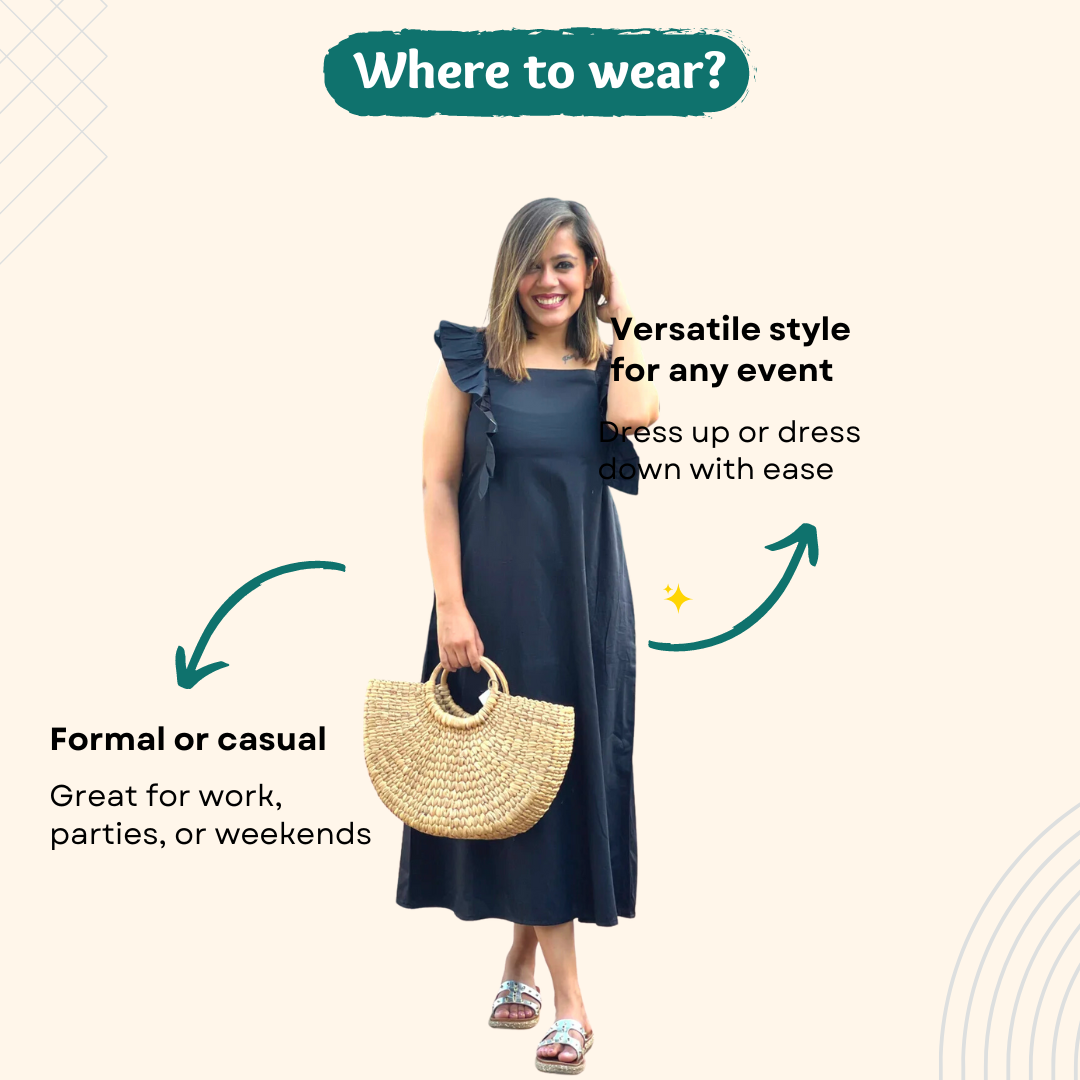 Where to wear?
Versatile style
for any event
Dress up or dress
down with ease
Formal or casual
Great for work,
parties, or weekends